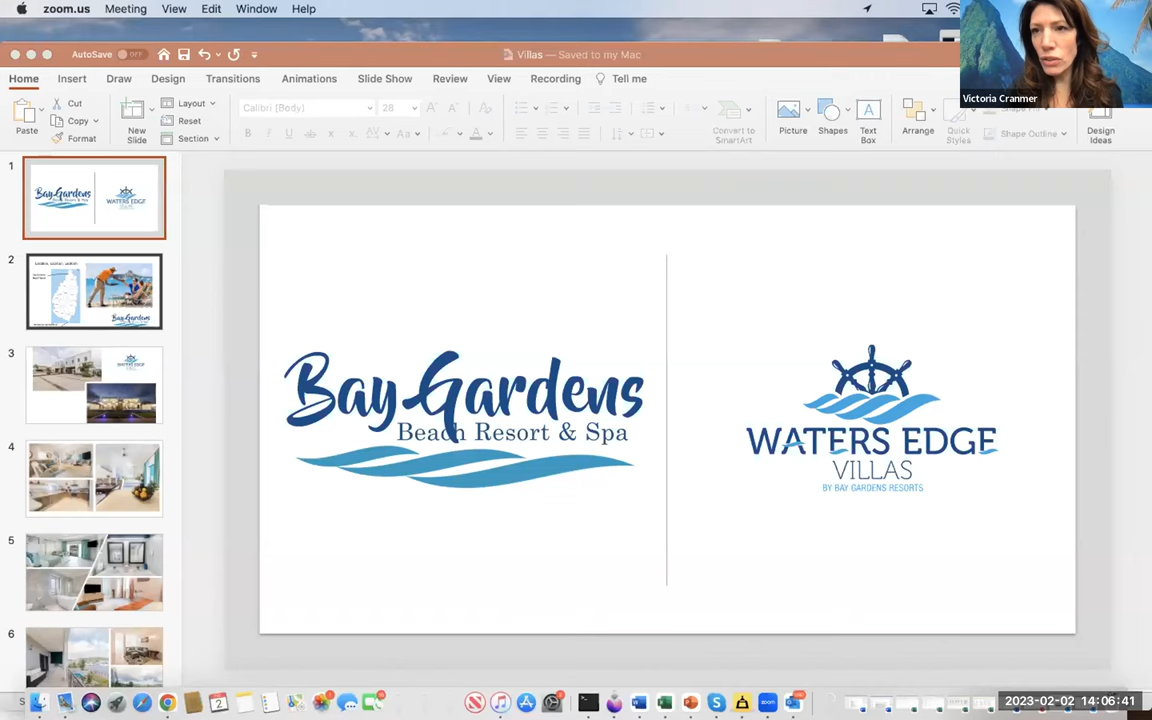 zoom.us Meeting View Edit Window Help
AutoSave OFF
Villas — Saved to my Mac
Home Insert Draw Design Transitions Animations Slide Show Review View Recording Tell me
Paste
Cut
Copy
Format
New Slide
Layout
Reset
Section
Calibri (Body) 28
Convert to SmartArt
Picture
Shapes
Text Box
Arrange
Quick Styles
Shape Outline
Design Ideas
Victoria Cranmer
1
2
3
4
5
6
Bay Gardens
Beach Resort & Spa
WATERS EDGE
VILLAS
BY BAY GARDENS RESORTS
2023-02-02 14:06:41